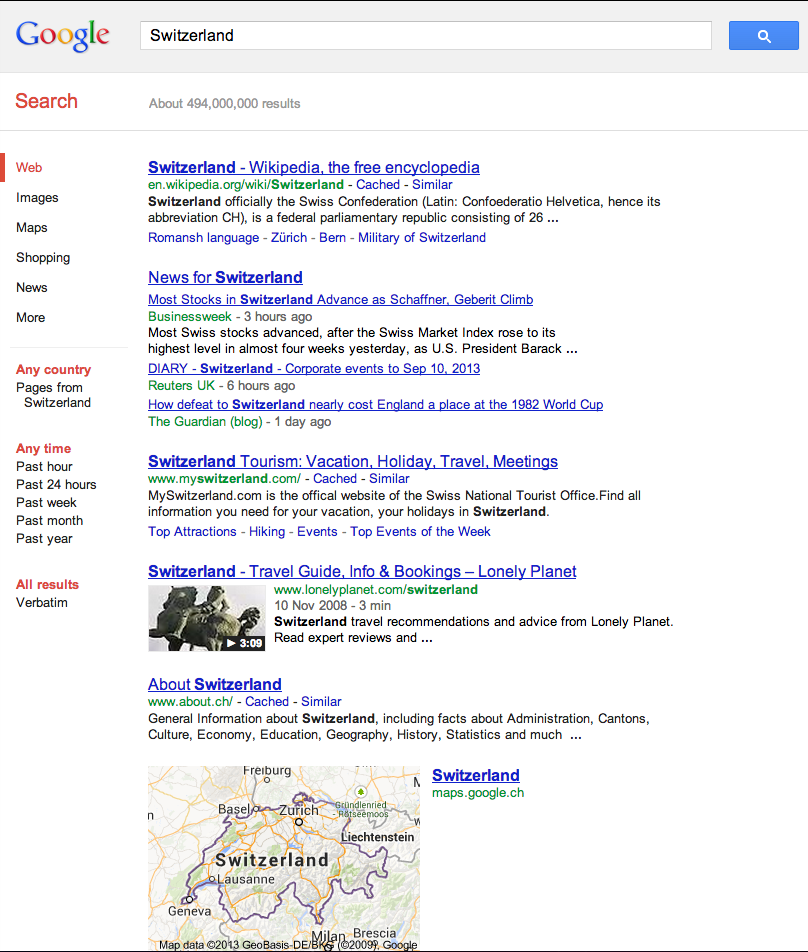 Google
Switzerland
Search
About 494,000,000 results
Web
Images
Maps
Shopping
News
More
Any country
Pages from
Switzerland
Any time
Past hour
Past 24 hours
Past week
Past month
Past year
All results
Verbatim
Switzerland - Wikipedia, the free encyclopedia
en.wikipedia.org/wiki/Switzerland - Cached - Similar
Switzerland officially the Swiss Confederation (Latin: Confoederatio Helvetica, hence its
abbreviation CH), is a federal parliamentary republic consisting of 26 ...
Romansh language - Zürich - Bern - Military of Switzerland
News for Switzerland
Most Stocks in Switzerland Advance as Schaffner, Geberit Climb
Businessweek - 3 hours ago
Most Swiss stocks advanced, after the Swiss Market Index rose to its
highest level in almost four weeks yesterday, as U.S. President Barack ...
DIARY - Switzerland - Corporate events to Sep 10, 2013
Reuters UK - 6 hours ago
How defeat to Switzerland nearly cost England a place at the 1982 World Cup
The Guardian (blog) - 1 day ago
Switzerland Tourism: Vacation, Holiday, Travel, Meetings
www.myswitzerland.com/ - Cached - Similar
MySwitzerland.com is the offical website of the Swiss National Tourist Office.Find all
information you need for your vacation, your holidays in Switzerland.
Top Attractions - Hiking - Events - Top Events of the Week
Switzerland - Travel Guide, Info & Bookings – Lonely Planet
www.lonelyplanet.com/switzerland
10 Nov 2008 - 3 min
Switzerland travel recommendations and advice from Lonely Planet.
Read expert reviews and ...
3:09
About Switzerland
www.about.ch/ - Cached - Similar
General Information about Switzerland, including facts about Administration, Cantons,
Culture, Economy, Education, Geography, History, Statistics and much ...
Switzerland
maps.google.ch
Freiburg
Basel
Zürich
Gründlenried
- Rötseemoos
Liechtenstein
Switzerland
Lausanne
Geneva
Milan
Brescia
Map data ©2013 GeoBasis-DE/BKG (©2009), Google